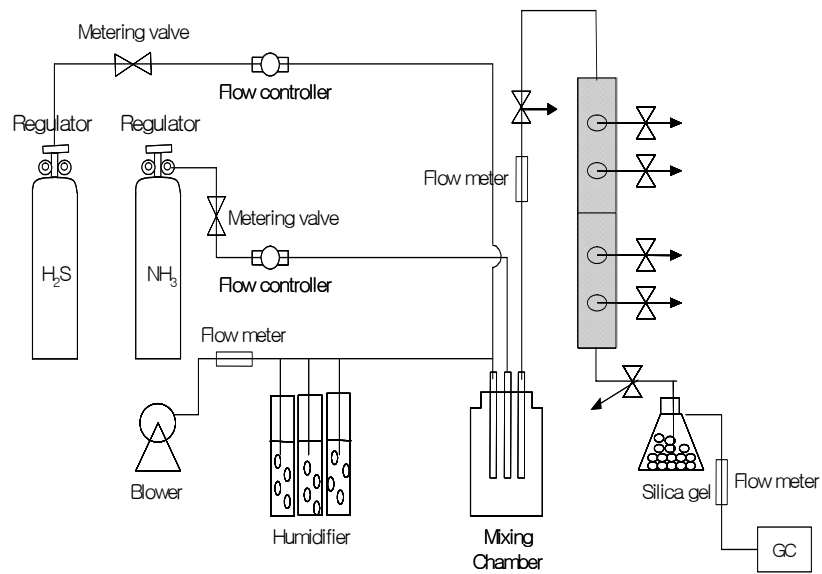 Metering valve
Flow controller
Regulator
Regulator
Flow meter
Metering valve
H₂S
NH₃
Flow controller
Flow meter
Blower
Humidifier
Mixing
Chamber
Silica gel
Flow meter
GC